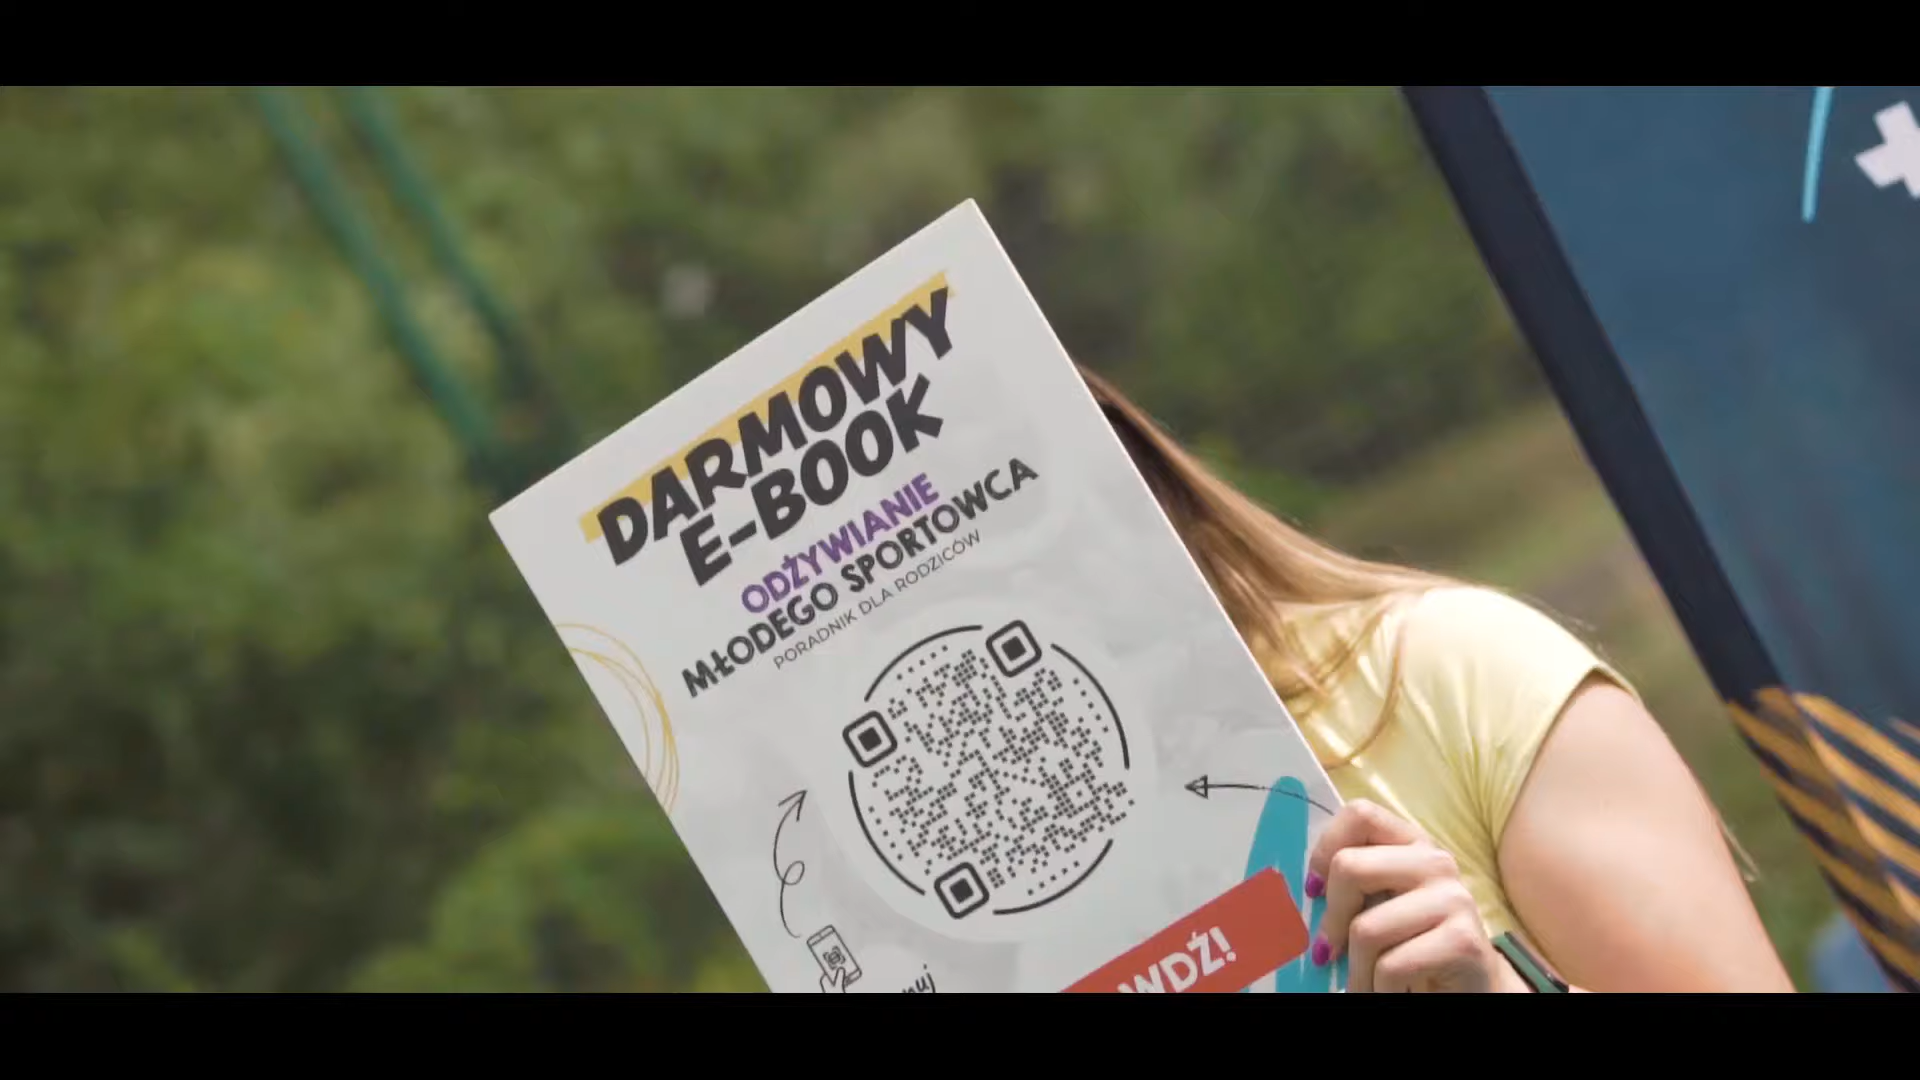 DARMOWY
E-BOOK
ODŻYWIANIE
MŁODEGO SPORTOWCA
PORADNIK DLA RODZICÓW